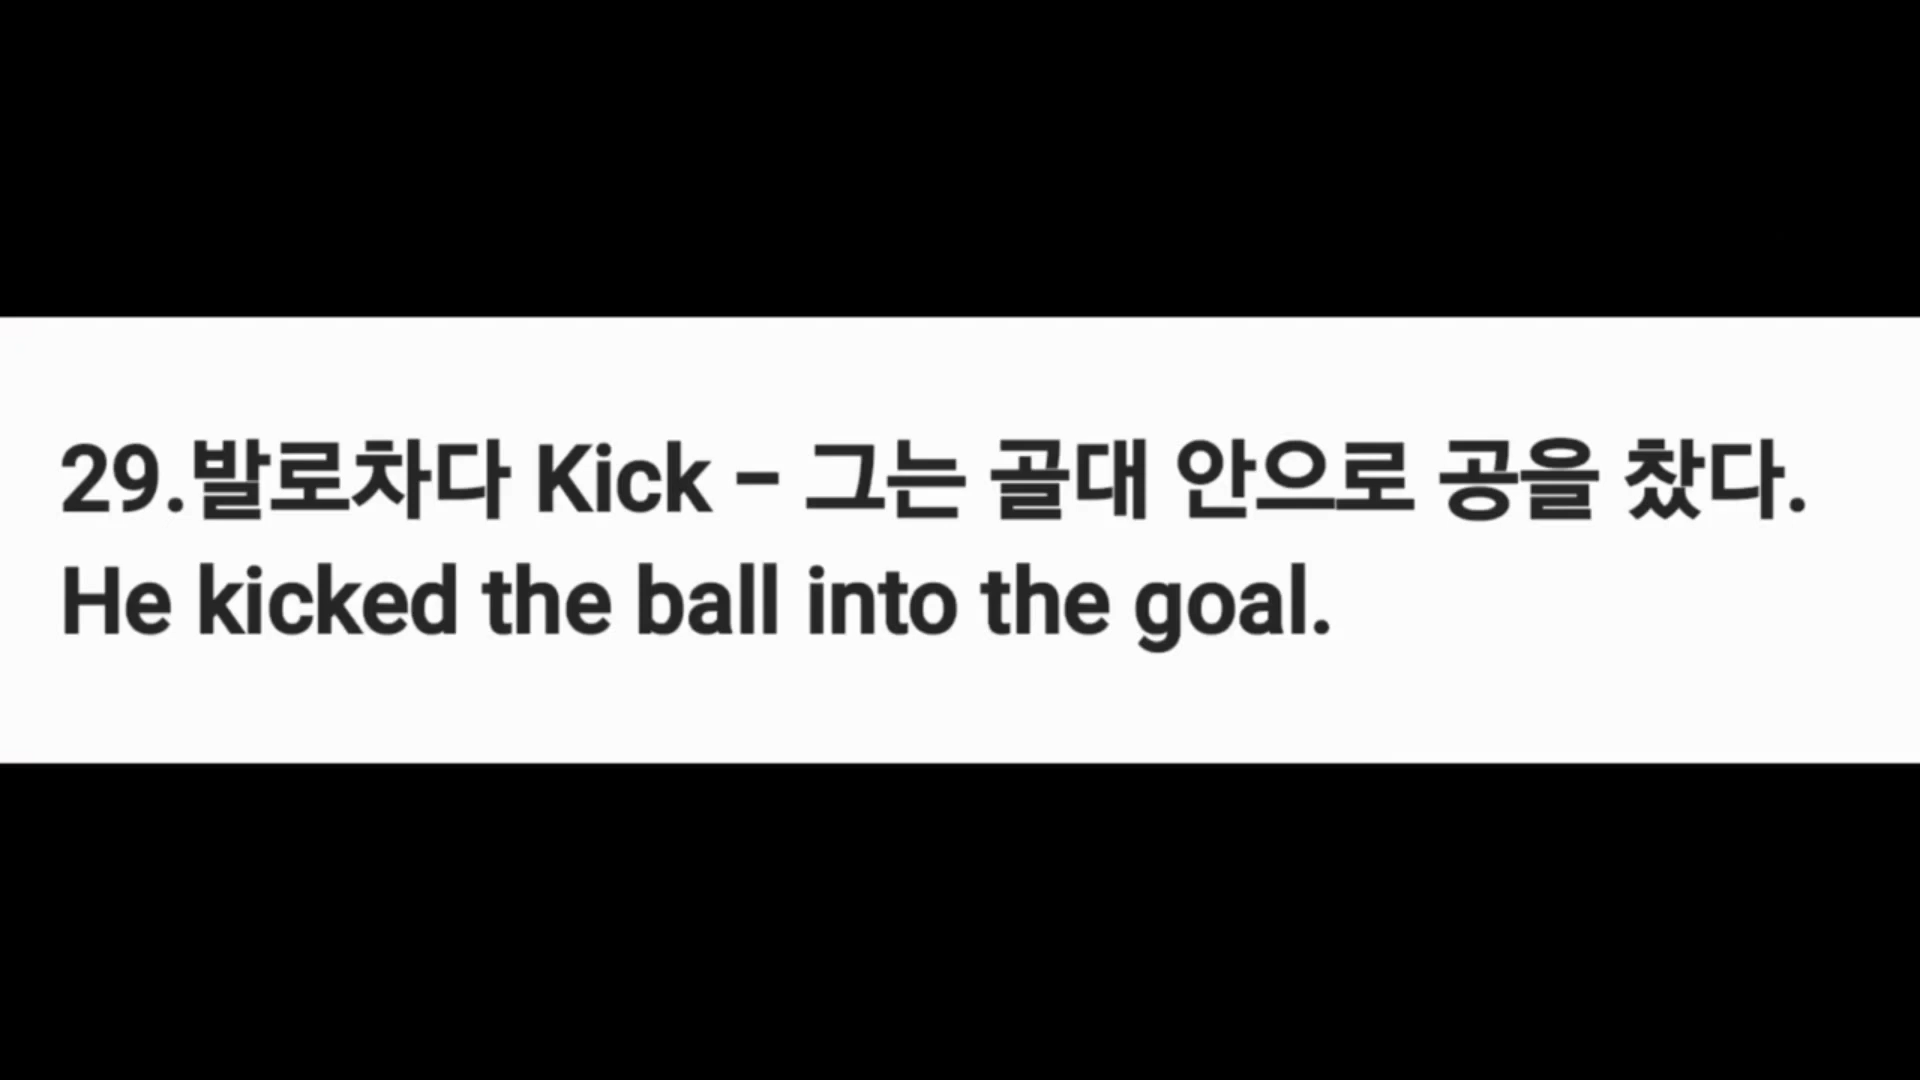 29.발로차다 Kick – 그는 골대 안으로 공을 찼다.
He kicked the ball into the goal.